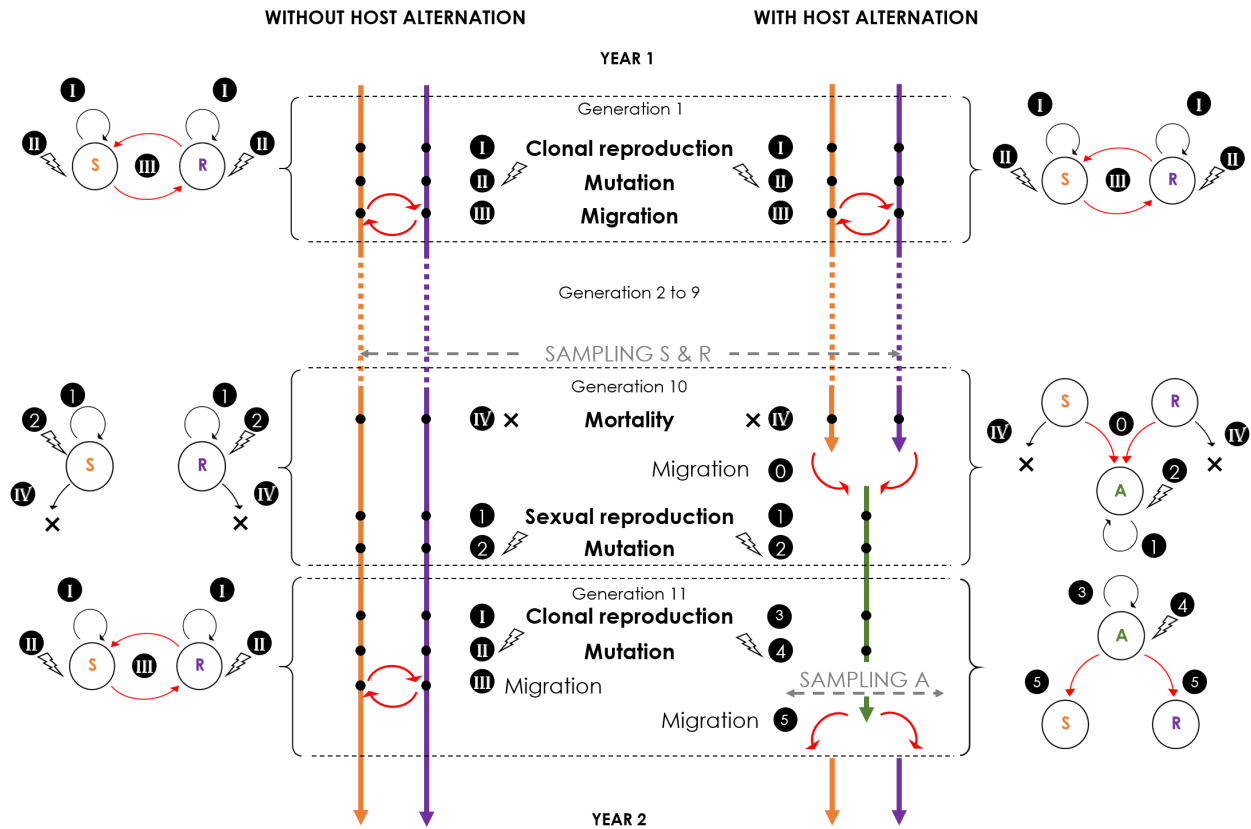 WITHOUT HOST ALTERNATION WITH HOST ALTERNATION
YEAR 1
Generation 1
I I I Clonal reproduction I I I
II II II Mutation II II II
S III R III Migration III S III R
Generation 2 to 9
SAMPLING S & R
Generation 10
1 1 S R
2 2 IV Mortality IV 0
S R IV IV
Migration 0 2
IV IV A
1 Sexual reproduction 1
2 Mutation 2 1
Generation 11
I I I Clonal reproduction 3 3 4
II II II Mutation 4 A
S III R III Migration SAMPLING A 5 5
Migration 5 S R
YEAR 2